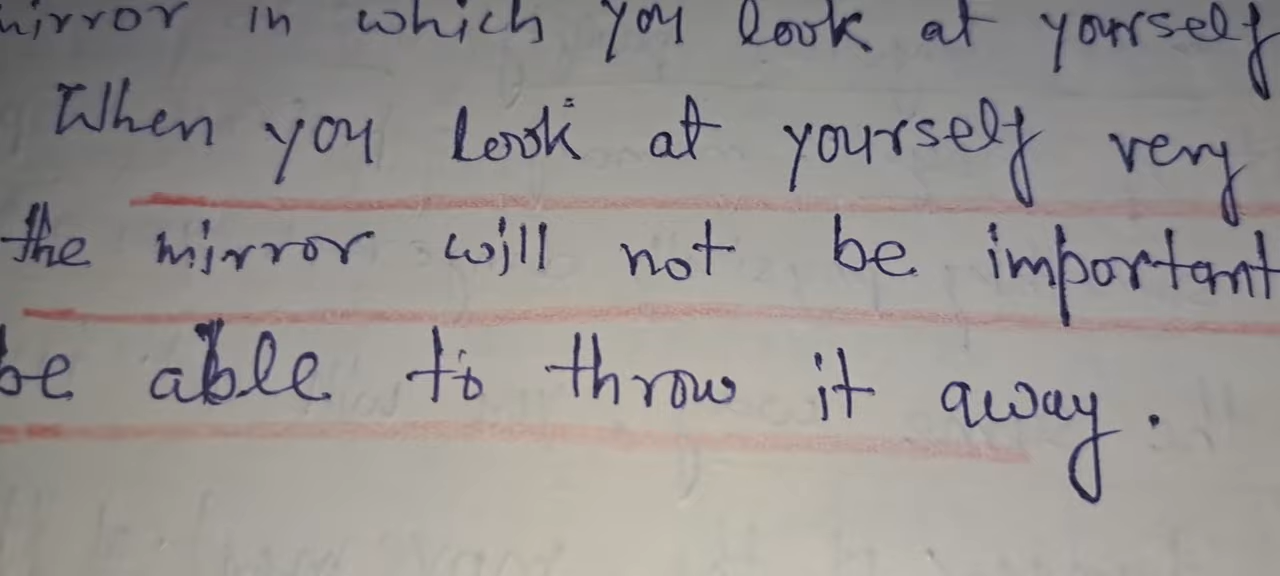 mirror in which you look at yourself
When you look at yourself very
the mirror will not be important
be able to throw it away.